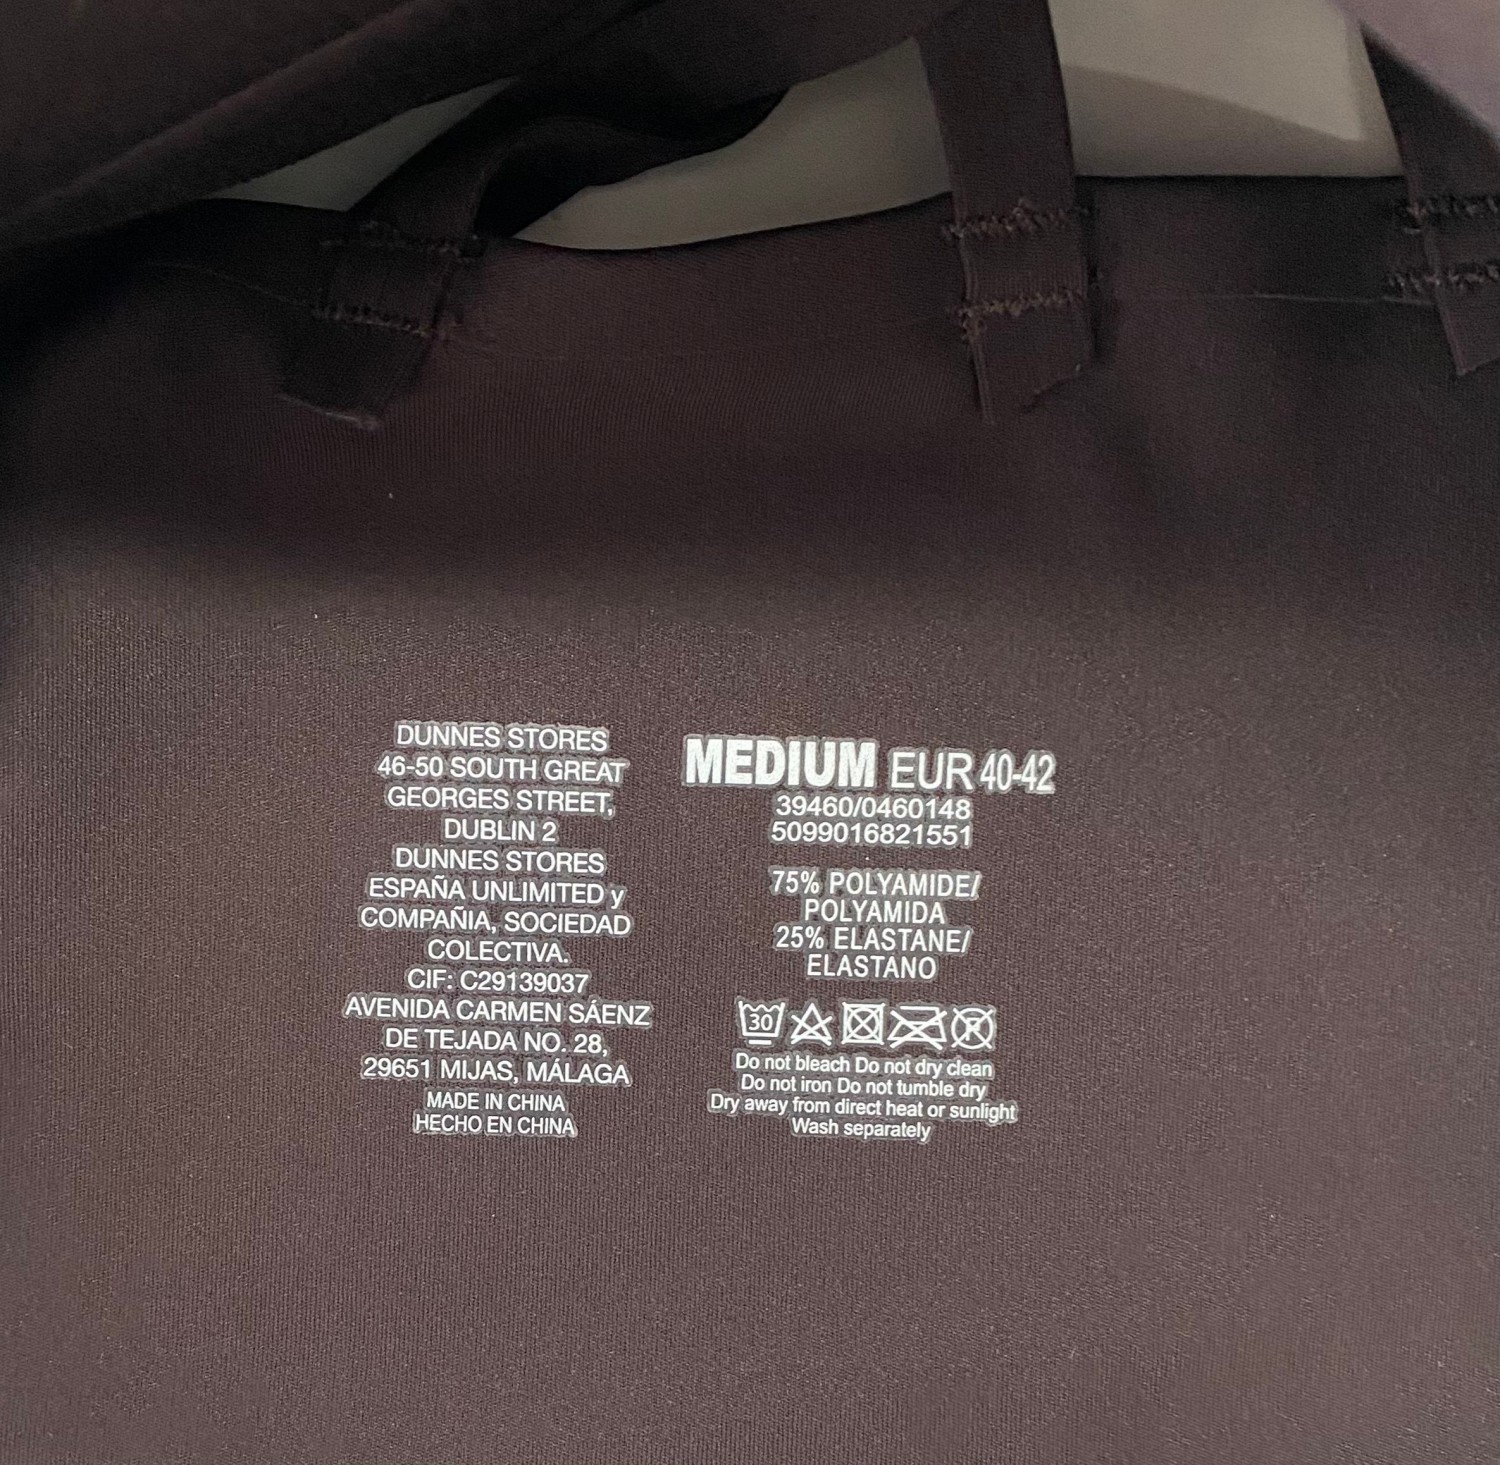 DUNNES STORES
46-50 SOUTH GREAT
GEORGES STREET,
DUBLIN 2
DUNNES STORES
ESPAÑA UNLIMITED y
COMPAÑIA, SOCIEDAD
COLECTIVA.
CIF: C29139037
AVENIDA CARMEN SÁENZ
DE TEJADA NO. 28,
29651 MIJAS, MÁLAGA
MADE IN CHINA
HECHO EN CHINA
MEDIUM EUR 40-42
39460/0460148
5099016821551
75% POLYAMIDE/
POLYAMIDA
25% ELASTANE/
ELASTANO
30
Do not bleach Do not dry clean
Do not iron Do not tumble dry
Dry away from direct heat or sunlight
Wash separately